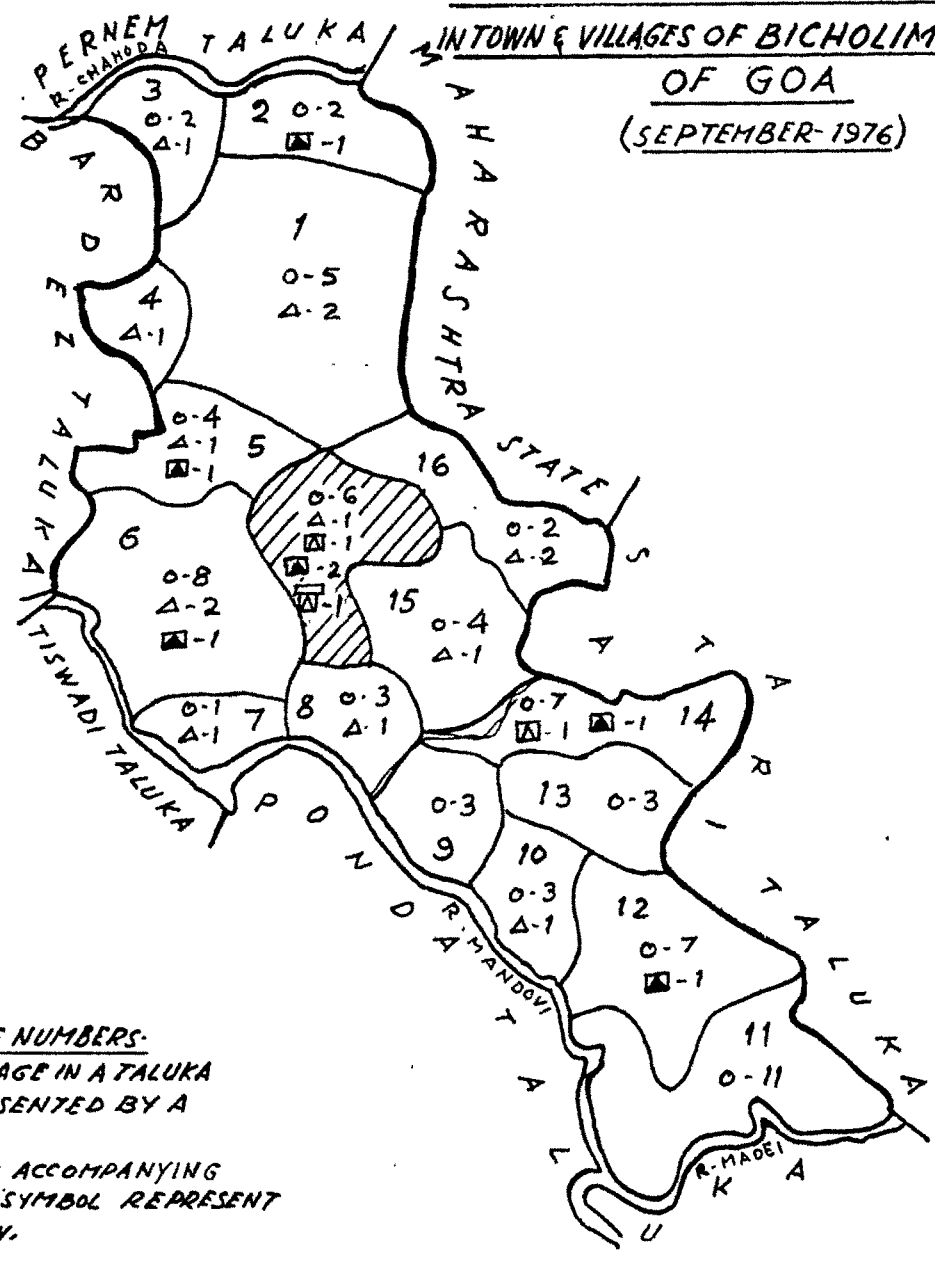 IN TOWN & VILLAGES OF BICHOLIM
OF GOA
(SEPTEMBER-1976)
PERNEM TALUKA
R-CHAHODA
BARDEZ TALUKA
MAHARASHTRA STATE
SATARI TALUKA
TISWADI TALUKA
PONDA TALUKA
R-MANDOVI
R-MADEI
3
O-2
△-1
2 O-2
-1
1
O-5
△-2
4
△-1
O-4
△-1 5
-1
16
O-2
△-2
O-6
△-1
-1
-2
-1
6
O-8
△-2
-1
15
O-4
△-1
O-1
△-1 7
8 O-3
△-1
O-7
-1 -1 14
O-3
9
13 O-3
10
O-3
△-1
12
O-7
-1
11
O-11
E NUMBERS.
AGE IN A TALUKA
SENTED BY A
ACCOMPANYING
SYMBOL REPRESENT